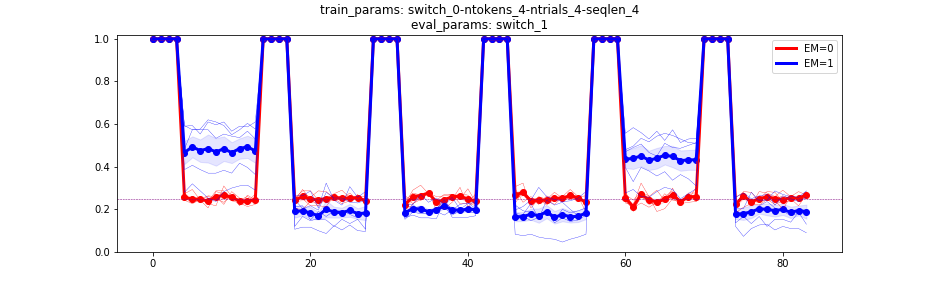 train_params: switch_0-ntokens_4-ntrials_4-seqlen_4
eval_params: switch_1
1.0
0.8
0.6
0.4
0.2
0.0
EM=0
EM=1
0
20
40
60
80